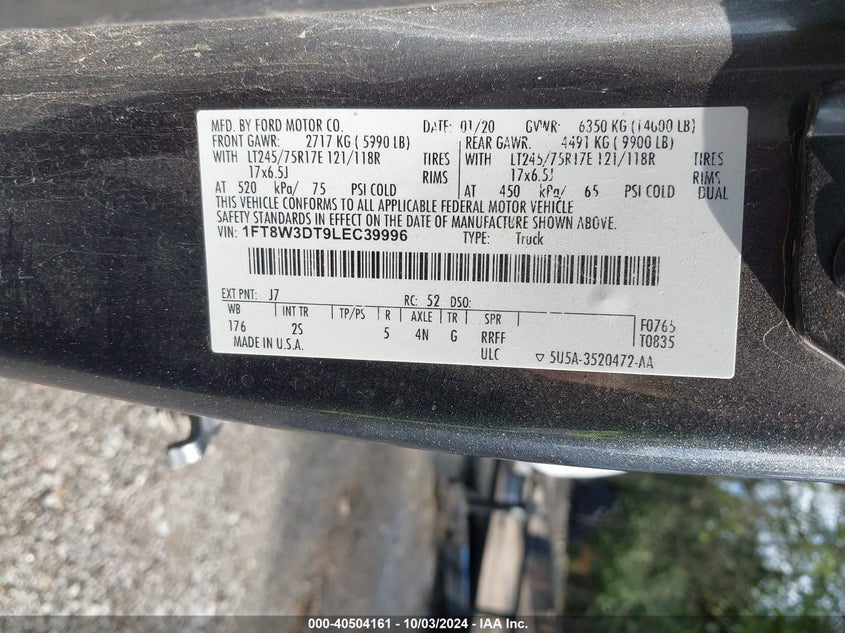 MFD. BY FORD MOTOR CO. DATE: 01/20 GVWR: 6350 KG (14000 LB)
FRONT GAWR: 2717 KG ( 5990 LB) REAR GAWR: 4491 KG ( 9900 LB)
WITH LT245/75R17E 121/118R TIRES WITH LT245/75R17E 121/118R TIRES
17x6.5J RIMS 17x6.5J RIMS
AT 520 kPa/ 75 PSI COLD AT 450 kPa/ 65 PSI COLD DUAL
THIS VEHICLE CONFORMS TO ALL APPLICABLE FEDERAL MOTOR VEHICLE
SAFETY STANDARDS IN EFFECT ON THE DATE OF MANUFACTURE SHOWN ABOVE.
VIN: 1FT8W3DT9LEC39996 TYPE: Truck
EXT PNT: J7 RC: 52 DSO:
WB INT TR TP/PS R AXLE TR SPR F0765
176 2S 5 4N G RRFF T0835
MADE IN U.S.A. ULC ▽ 5U5A-3520472-AA
000-40504161 - 10/03/2024 - IAA Inc.